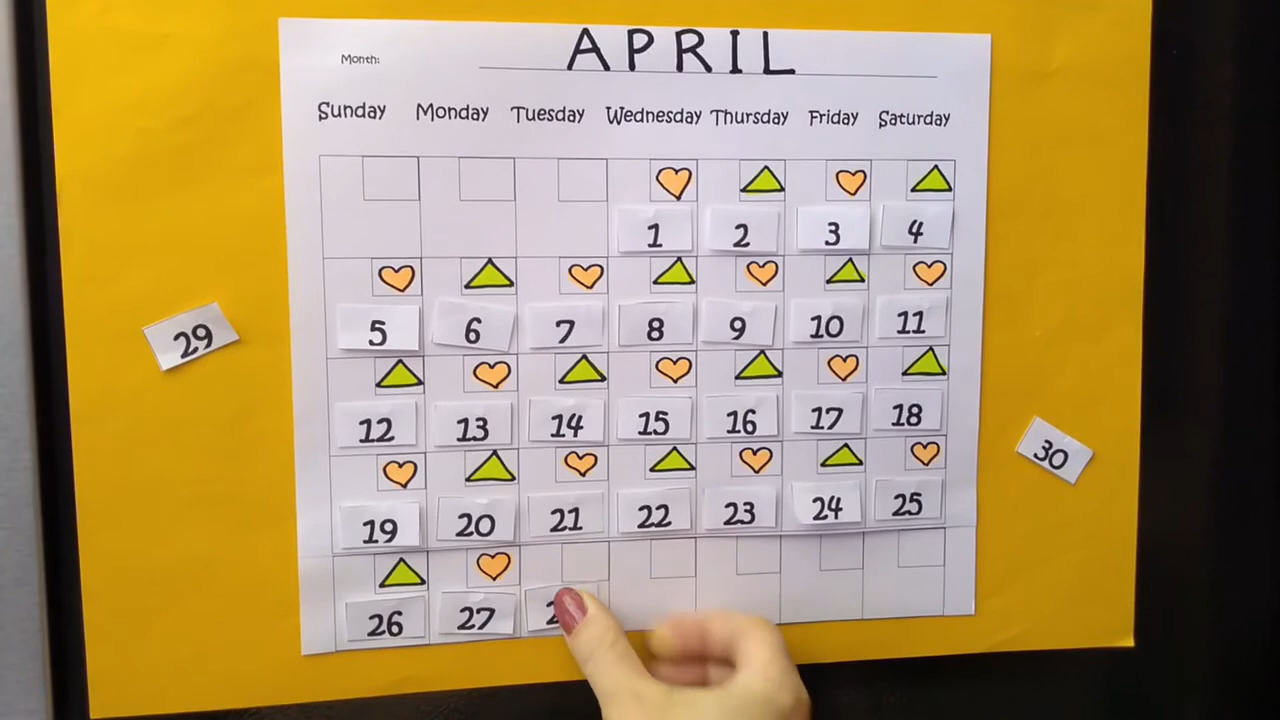 APRIL
Month:
Sunday Monday Tuesday Wednesday Thursday Friday Saturday
1 2 3 4
5 6 7 8 9 10 11
29
12 13 14 15 16 17 18
30
19 20 21 22 23 24 25
26 27